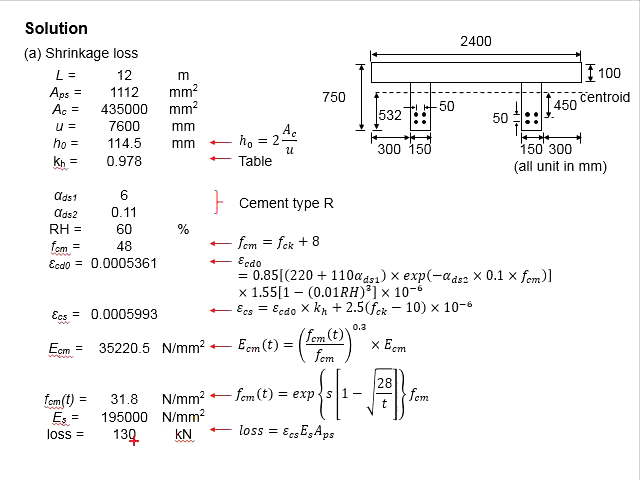 Solution
(a) Shrinkage loss
L = 12 m
Aps = 1112 mm²
Ac = 435000 mm²
u = 7600 mm
h0 = 114.5 mm ← h0 = 2 Ac/u
kh = 0.978 ← Table
αds1 6
αds2 0.11
} Cement type R
RH = 60 %
fcm = 48 ← fcm = fck + 8
εcd0 = 0.0005361 ← εcd0
= 0.85[(220 + 110αds1) × exp(−αds2 × 0.1 × fcm)]
× 1.55[1 − (0.01RH)³] × 10⁻⁶
εcs = 0.0005993 ← εcs = εcd0 × kh + 2.5(fck − 10) × 10⁻⁶
Ecm = 35220.5 N/mm² ← Ecm(t) = (fcm(t)/fcm)^0.3 × Ecm
fcm(t) = 31.8 N/mm² ← fcm(t) = exp{s[1 − √(28/t)]} fcm
Es = 195000 N/mm²
loss = 130 kN ← loss = εcsEsAps
2400
100
750
centroid
532
50
50
450
300 150
150 300
(all unit in mm)